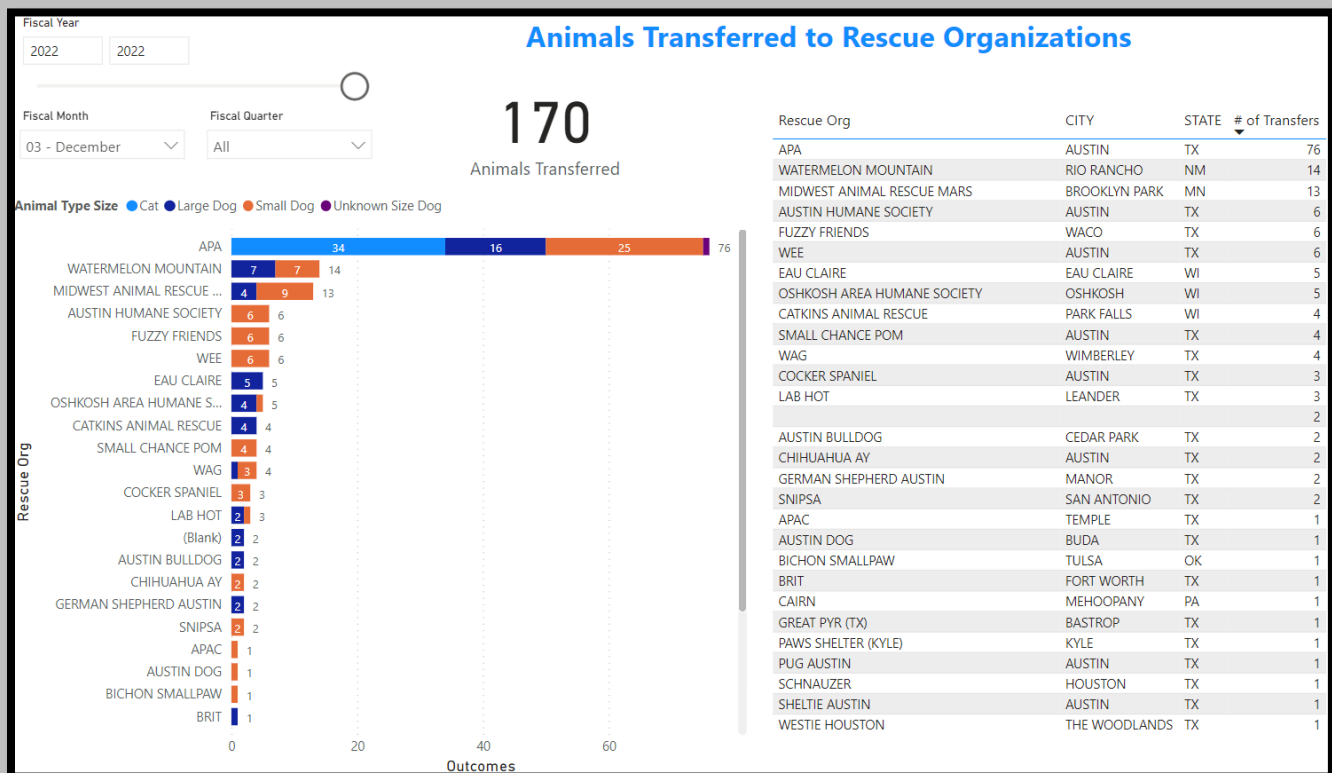 Fiscal Year
2022 2022
Animals Transferred to Rescue Organizations
Fiscal Month Fiscal Quarter
03 - December All
170
Animals Transferred
Animal Type Size Cat Large Dog Small Dog Unknown Size Dog
Rescue Org
APA 34 16 25 76
WATERMELON MOUNTAIN 7 7 14
MIDWEST ANIMAL RESCUE ... 4 9 13
AUSTIN HUMANE SOCIETY 6 6
FUZZY FRIENDS 6 6
WEE 6 6
EAU CLAIRE 5 5
OSHKOSH AREA HUMANE S... 4 5
CATKINS ANIMAL RESCUE 4 4
SMALL CHANCE POM 4 4
WAG 3 4
COCKER SPANIEL 3 3
LAB HOT 2 3
(Blank) 2 2
AUSTIN BULLDOG 2 2
CHIHUAHUA AY 2 2
GERMAN SHEPHERD AUSTIN 2 2
SNIPSA 2 2
APAC 1
AUSTIN DOG 1
BICHON SMALLPAW 1
BRIT 1
0 20 40 60
Outcomes
Rescue Org CITY STATE # of Transfers
APA AUSTIN TX 76
WATERMELON MOUNTAIN RIO RANCHO NM 14
MIDWEST ANIMAL RESCUE MARS BROOKLYN PARK MN 13
AUSTIN HUMANE SOCIETY AUSTIN TX 6
FUZZY FRIENDS WACO TX 6
WEE AUSTIN TX 6
EAU CLAIRE EAU CLAIRE WI 5
OSHKOSH AREA HUMANE SOCIETY OSHKOSH WI 5
CATKINS ANIMAL RESCUE PARK FALLS WI 4
SMALL CHANCE POM AUSTIN TX 4
WAG WIMBERLEY TX 4
COCKER SPANIEL AUSTIN TX 3
LAB HOT LEANDER TX 3
2
AUSTIN BULLDOG CEDAR PARK TX 2
CHIHUAHUA AY AUSTIN TX 2
GERMAN SHEPHERD AUSTIN MANOR TX 2
SNIPSA SAN ANTONIO TX 2
APAC TEMPLE TX 1
AUSTIN DOG BUDA TX 1
BICHON SMALLPAW TULSA OK 1
BRIT FORT WORTH TX 1
CAIRN MEHOOPANY PA 1
GREAT PYR (TX) BASTROP TX 1
PAWS SHELTER (KYLE) KYLE TX 1
PUG AUSTIN AUSTIN TX 1
SCHNAUZER HOUSTON TX 1
SHELTIE AUSTIN AUSTIN TX 1
WESTIE HOUSTON THE WOODLANDS TX 1